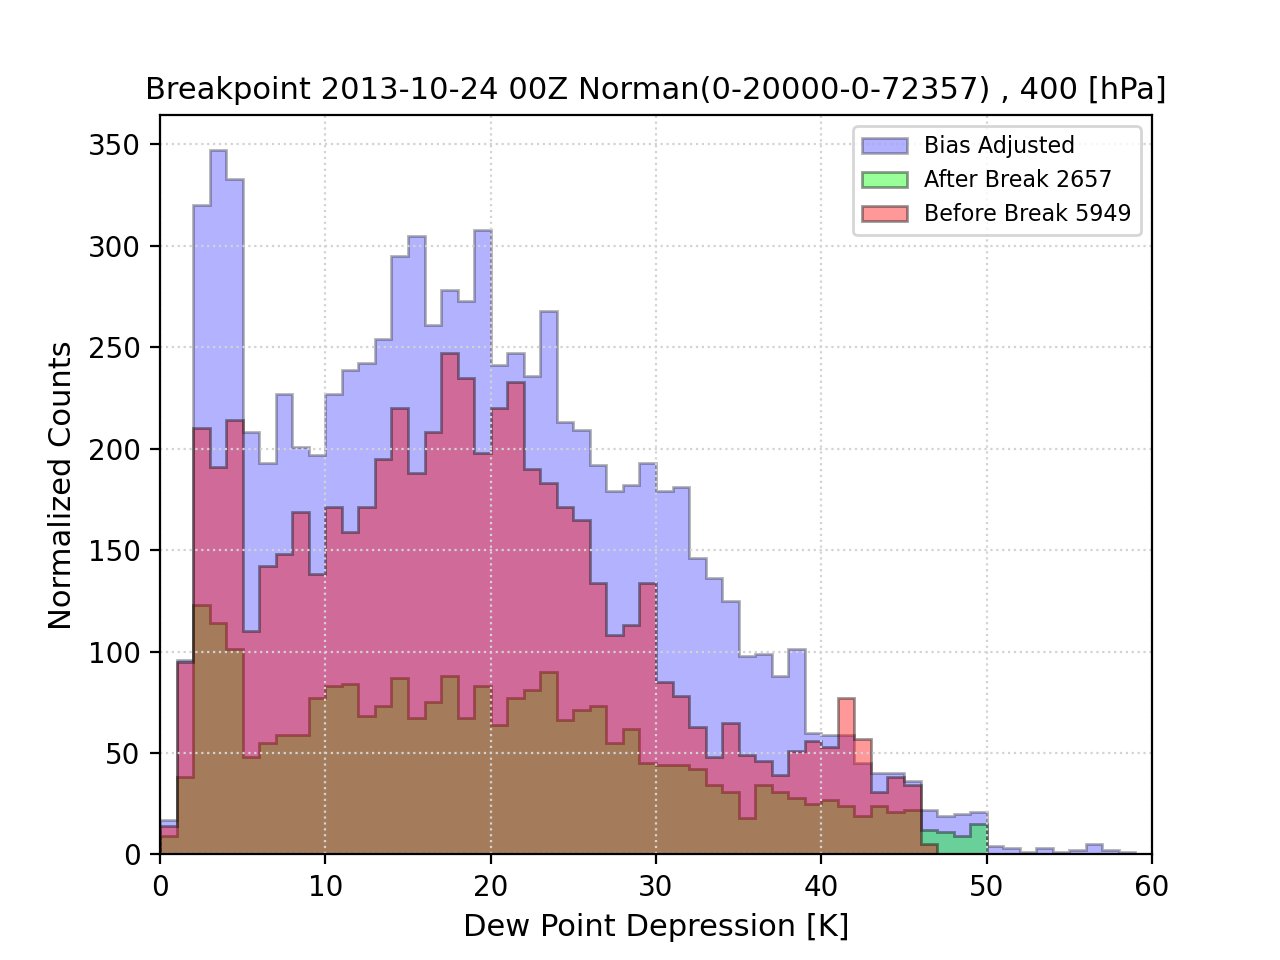 Breakpoint 2013-10-24 00Z Norman(0-20000-0-72357) , 400 [hPa]
Bias Adjusted
After Break 2657
Before Break 5949
350
300
250
200
150
100
50
0
Normalized Counts
0 10 20 30 40 50 60
Dew Point Depression [K]